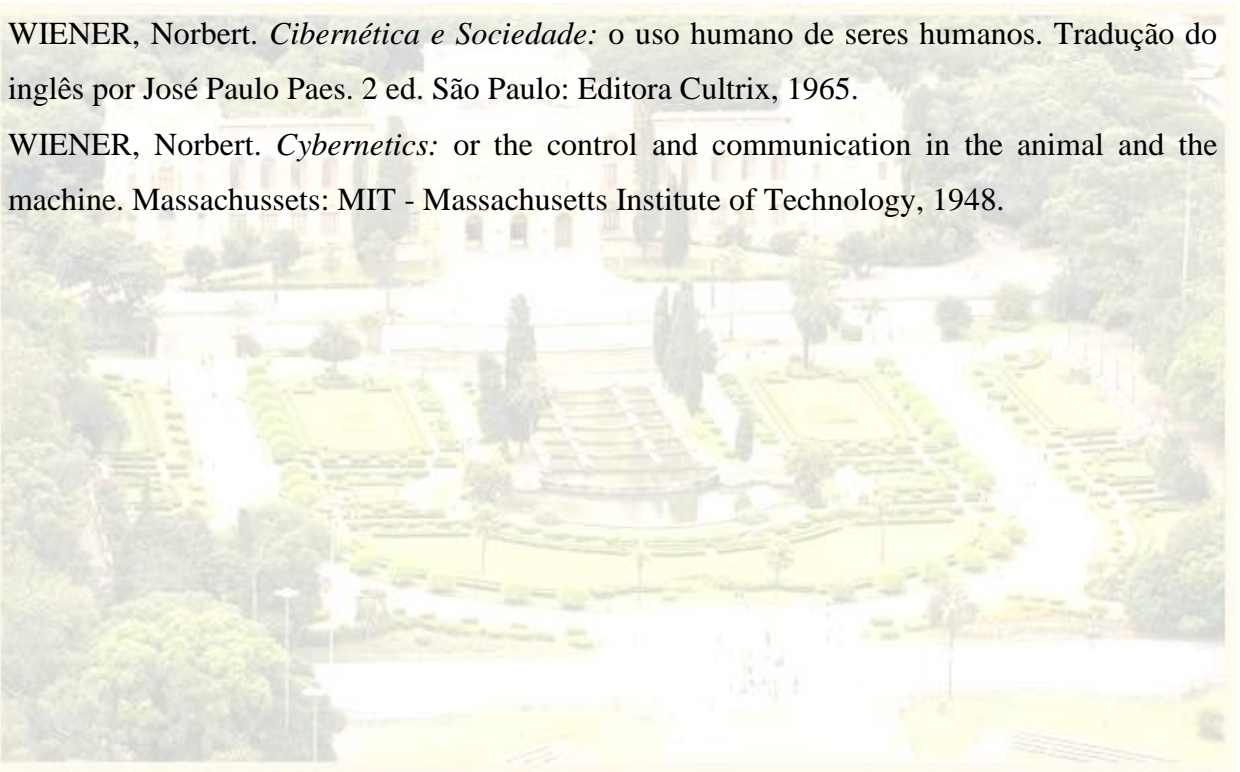 WIENER, Norbert. Cibernética e Sociedade: o uso humano de seres humanos. Tradução do
inglês por José Paulo Paes. 2 ed. São Paulo: Editora Cultrix, 1965.
WIENER, Norbert. Cybernetics: or the control and communication in the animal and the
machine. Massachussets: MIT - Massachusetts Institute of Technology, 1948.